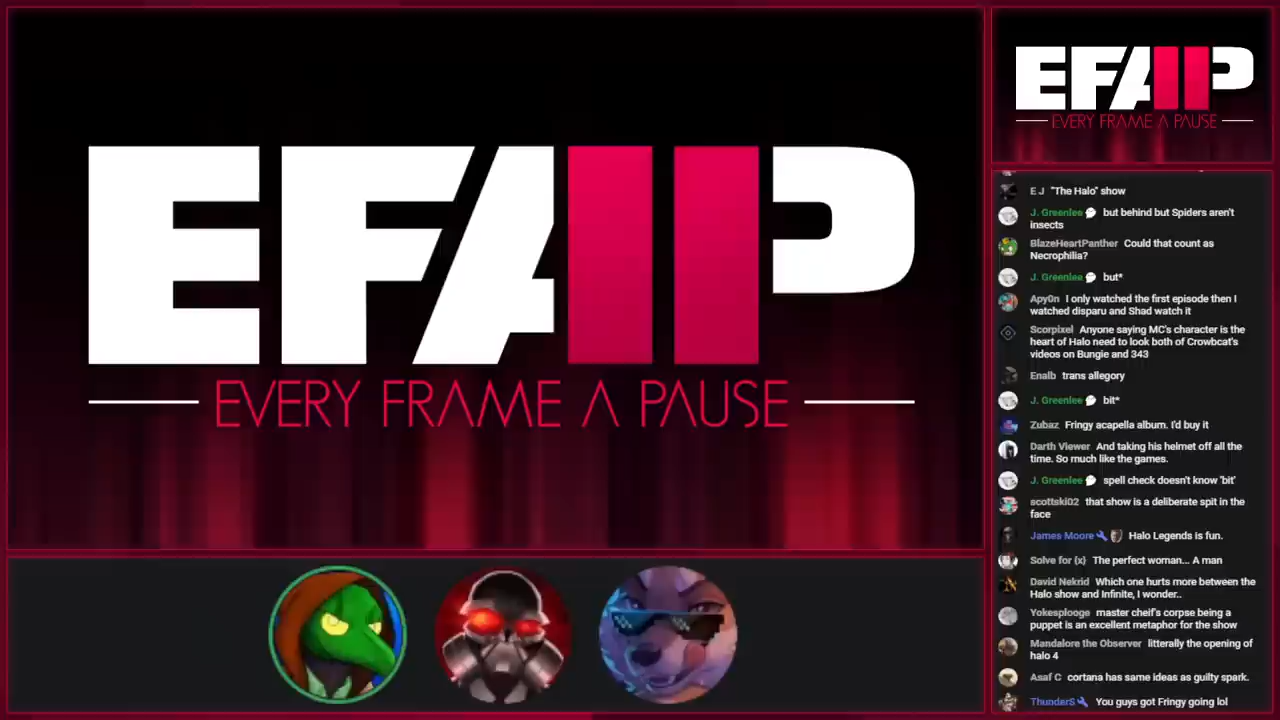 EFAP
EVERY FRAME A PAUSE
EFAP
EVERY FRAME A PAUSE
E J "The Halo" show
J. Greenlee but behind but Spiders aren't
insects
BlazeHeartPanther Could that count as
Necrophilia?
J. Greenlee but*
Apy0n I only watched the first episode then I
watched disparu and Shad watch it
Scorpixel Anyone saying MC's character is the
heart of Halo need to look both of Crowbcat's
videos on Bungie and 343
Enalb trans allegory
J. Greenlee bit*
Zubaz Fringy acapella album. I'd buy it
Darth Viewer And taking his helmet off all the
time. So much like the games.
J. Greenlee spell check doesn't know 'bit'
scottski02 that show is a deliberate spit in the
face
James Moore Halo Legends is fun.
Solve for (x) The perfect woman... A man
David Nekrid Which one hurts more between the
Halo show and Infinite, I wonder..
Yokesplooge master cheif's corpse being a
puppet is an excellent metaphor for the show
Mandalore the Observer litterally the opening of
halo 4
Asaf C cortana has same ideas as guilty spark.
ThunderS You guys got Fringy going lol